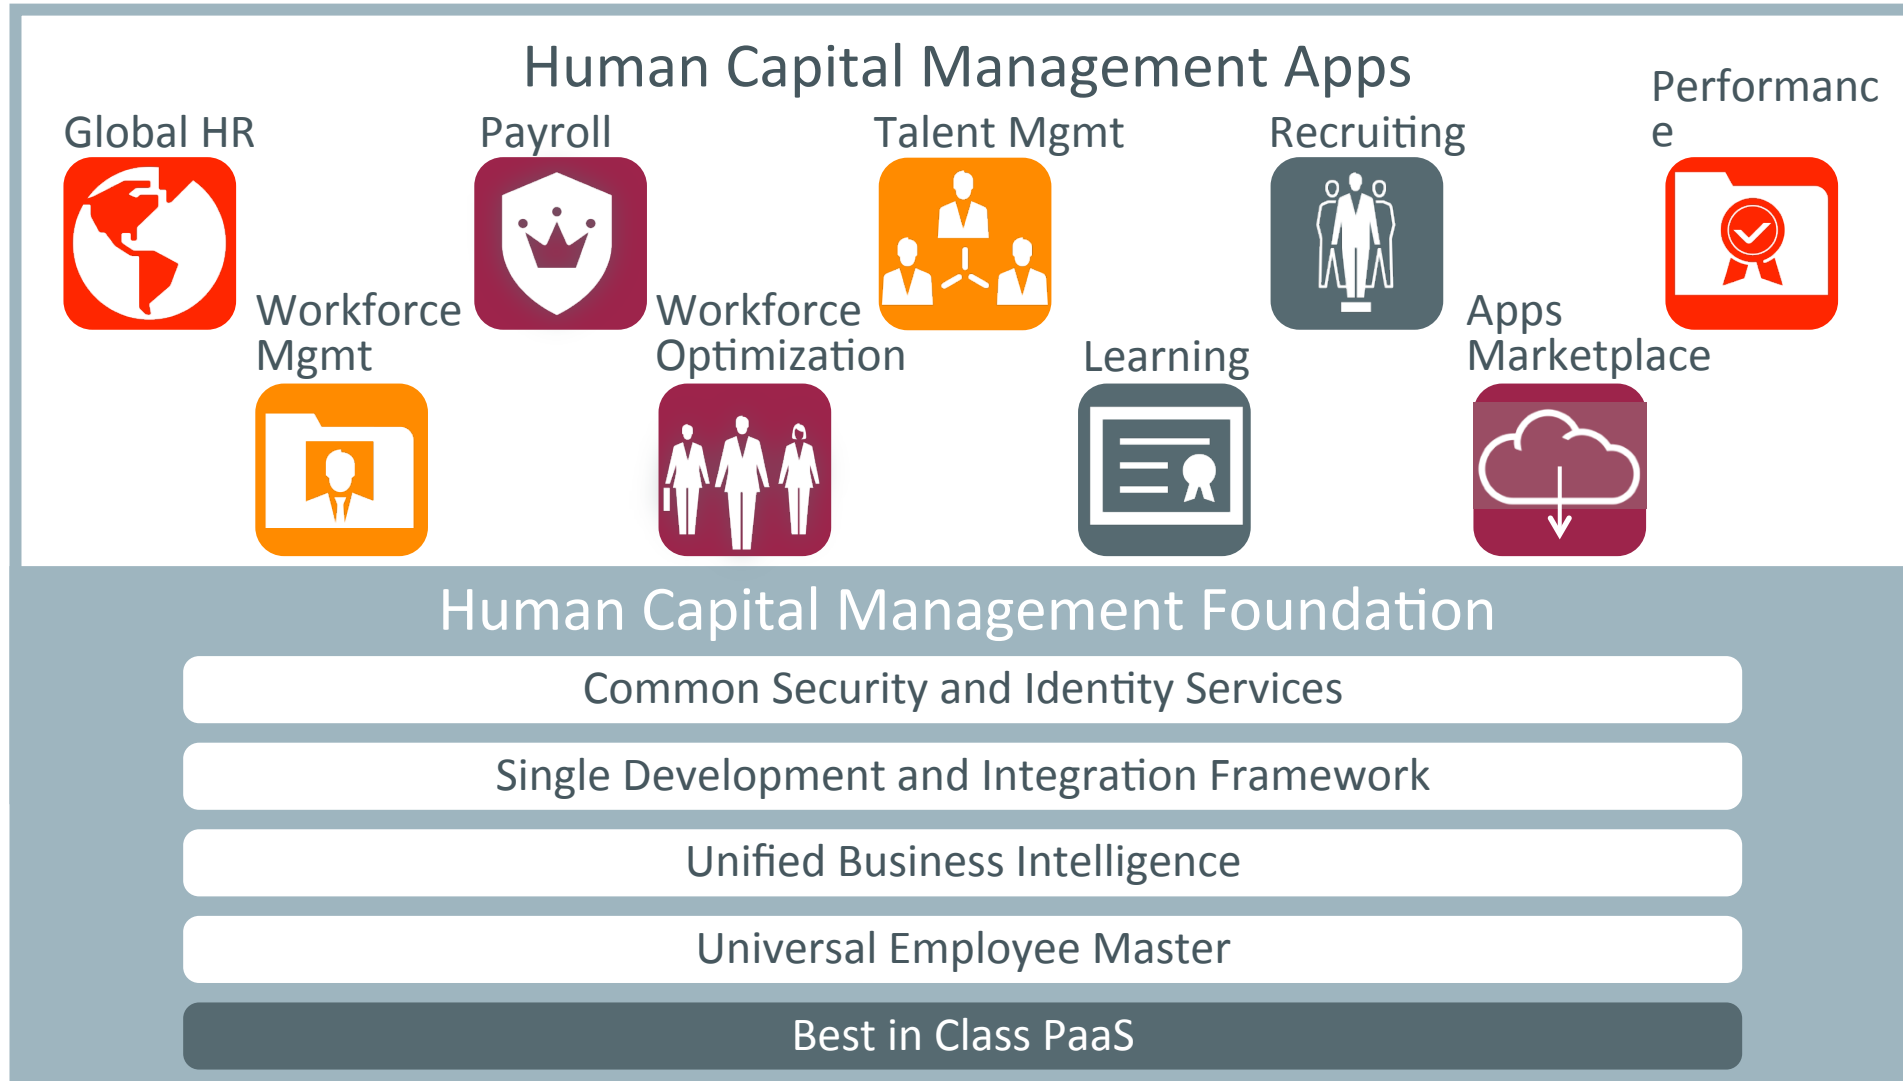 Human Capital Management Apps
Global HR
Payroll
Talent Mgmt
Recruiting
Performanc
e
Workforce
Mgmt
Workforce
Optimization
Learning
Apps
Marketplace
Human Capital Management Foundation
Common Security and Identity Services
Single Development and Integration Framework
Unified Business Intelligence
Universal Employee Master
Best in Class PaaS